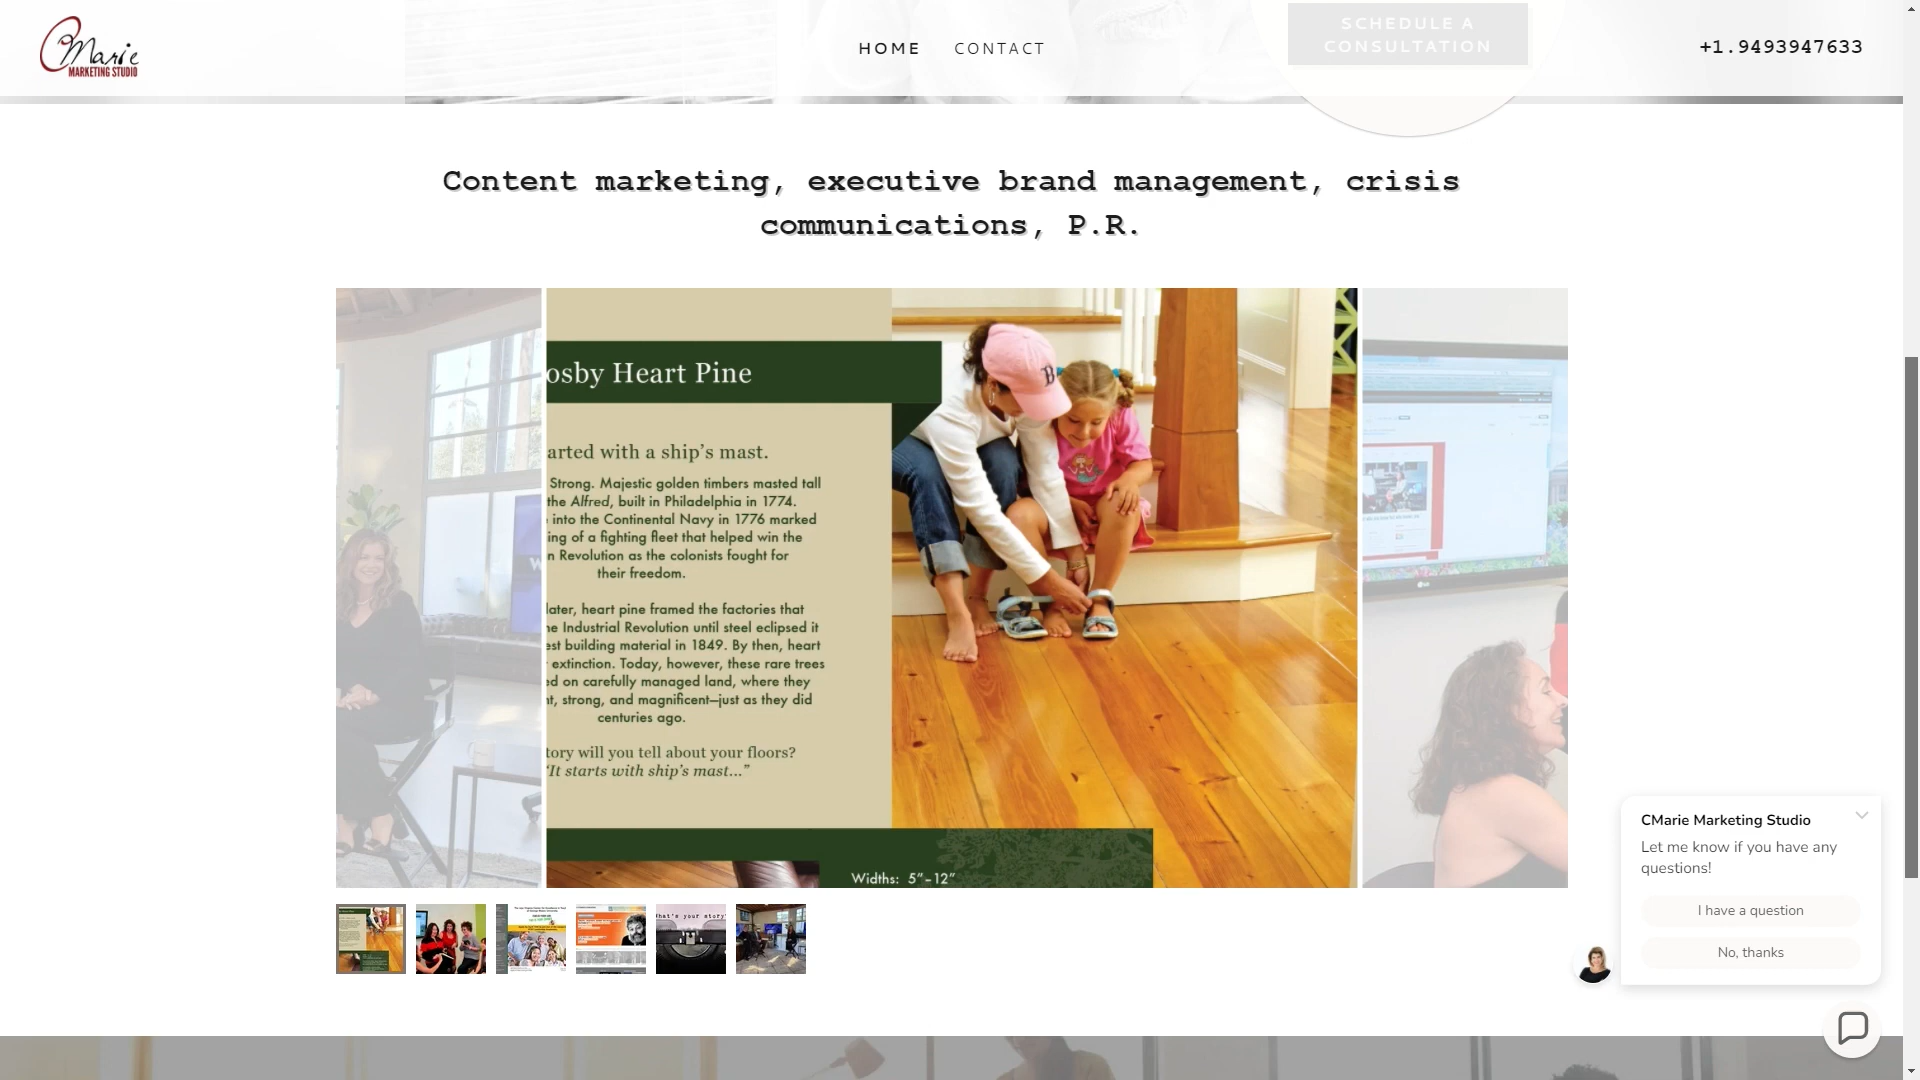 CMarie
MARKETING STUDIO
HOME
CONTACT
SCHEDULE A
CONSULTATION
+1.9493947633
Content marketing, executive brand management, crisis
communications, P.R.
osby Heart Pine
arted with a ship's mast.
Strong. Majestic golden timbers masted tall
the Alfred, built in Philadelphia in 1774.
into the Continental Navy in 1776 marked
ing of a fighting fleet that helped win the
n Revolution as the colonists fought for
their freedom.
later, heart pine framed the factories that
he Industrial Revolution until steel eclipsed it
est building material in 1849. By then, heart
extinction. Today, however, these rare trees
ed on carefully managed land, where they
nt, strong, and magnificent—just as they did
centuries ago.
tory will you tell about your floors?
"It starts with ship's mast..."
Widths: 5"–12"
B
LG
What's your story?
CMarie Marketing Studio
Let me know if you have any
questions!
I have a question
No, thanks